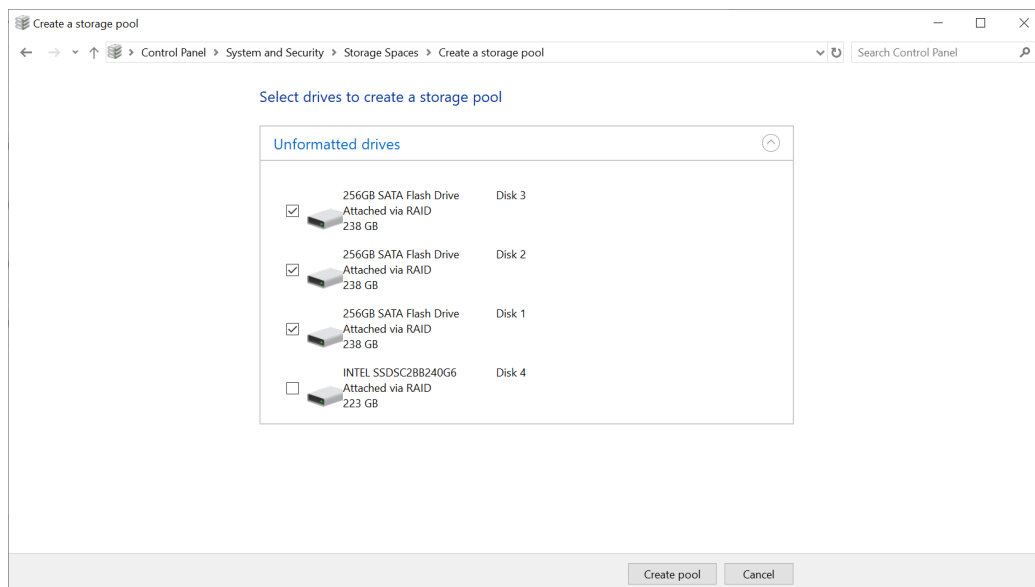 Create a storage pool
Control Panel > System and Security > Storage Spaces > Create a storage pool
Search Control Panel
Select drives to create a storage pool
Unformatted drives
256GB SATA Flash Drive Disk 3
Attached via RAID
238 GB
256GB SATA Flash Drive Disk 2
Attached via RAID
238 GB
256GB SATA Flash Drive Disk 1
Attached via RAID
238 GB
INTEL SSDSC2BB240G6 Disk 4
Attached via RAID
223 GB
Create pool Cancel